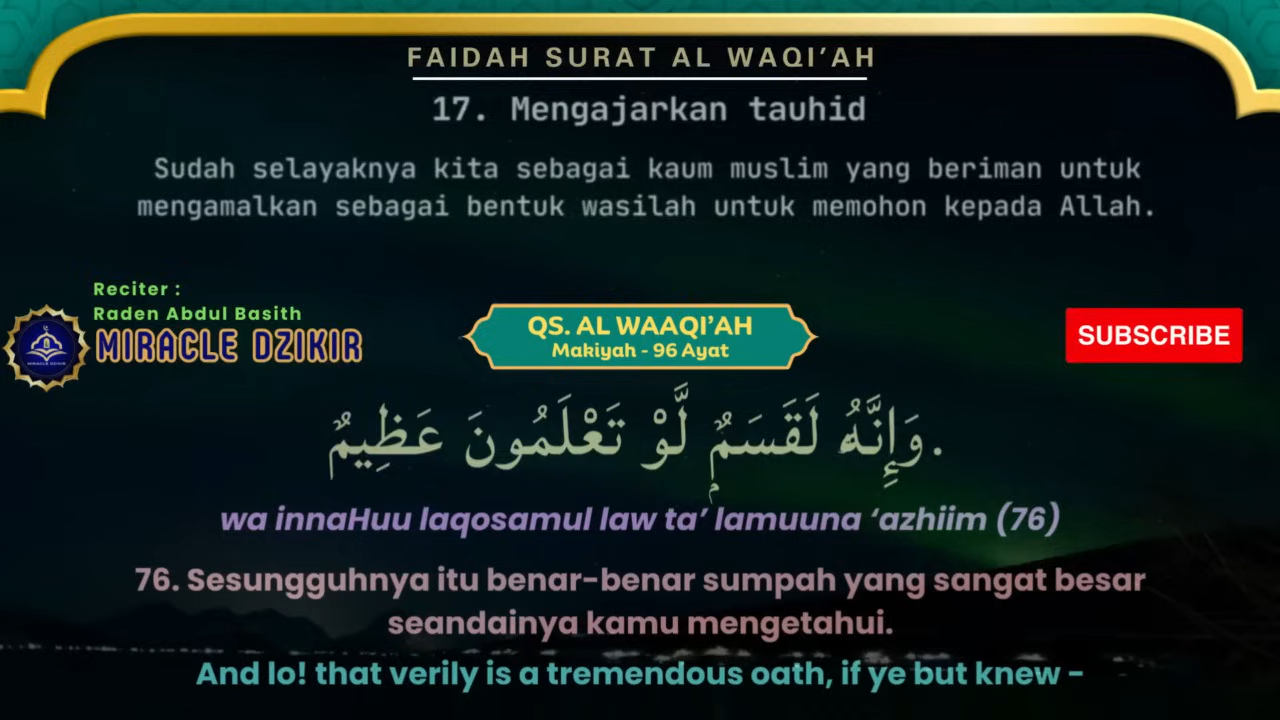 FAIDAH SURAT AL WAQI’AH
17. Mengajarkan tauhid
Sudah selayaknya kita sebagai kaum muslim yang beriman untuk
mengamalkan sebagai bentuk wasilah untuk memohon kepada Allah.
Reciter :
Raden Abdul Basith
MIRACLE DZIKIR
MIRACLE DZIKIR
QS. AL WAAQI’AH
Makiyah - 96 Ayat
SUBSCRIBE
.وَإِنَّهُۥ لَقَسَمٌۭ لَّوْ تَعْلَمُونَ عَظِيمٌ
wa innaHuu laqosamul law ta’ lamuuna ‘azhiim (76)
76. Sesungguhnya itu benar-benar sumpah yang sangat besar
seandainya kamu mengetahui.
And lo! that verily is a tremendous oath, if ye but knew -